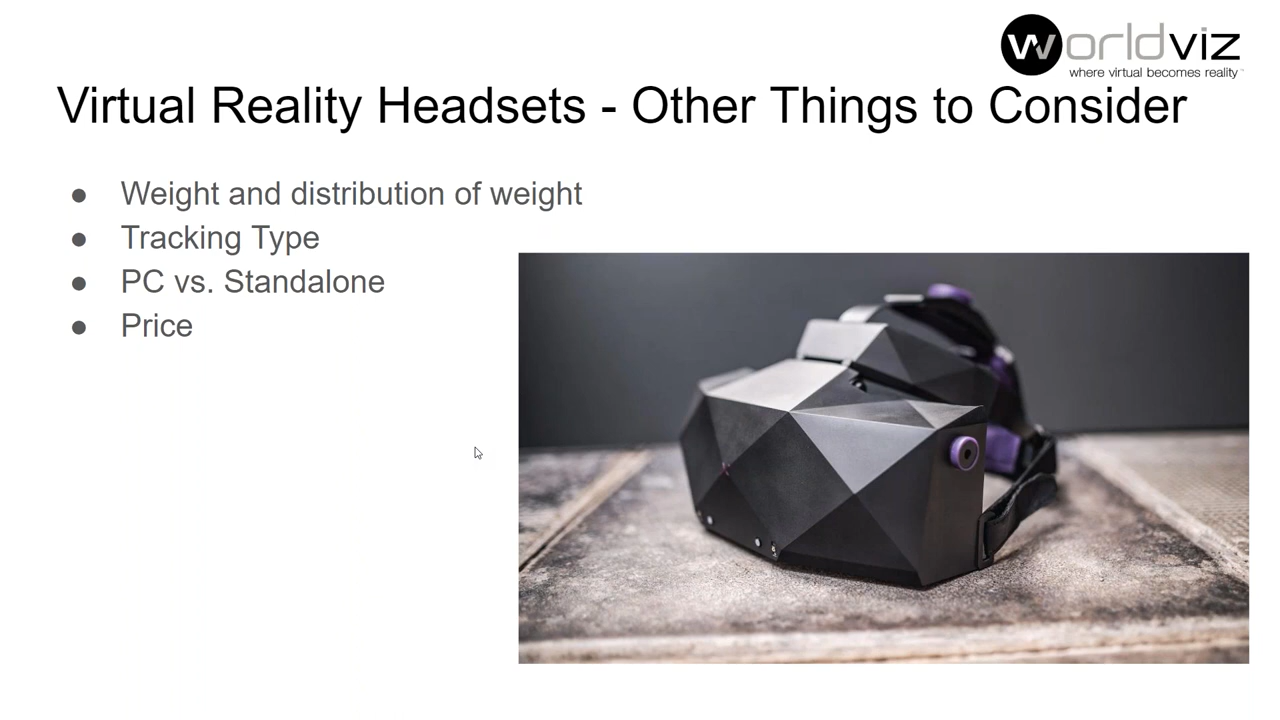 worldviz
where virtual becomes reality
Virtual Reality Headsets - Other Things to Consider
● Weight and distribution of weight
● Tracking Type
● PC vs. Standalone
● Price